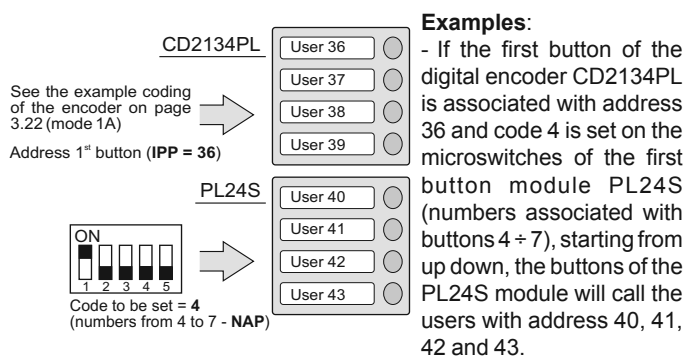 CD2134PL
User 36
User 37
User 38
User 39
See the example coding
of the encoder on page
3.22 (mode 1A)
Address 1st button (IPP = 36)
PL24S
User 40
User 41
User 42
User 43
ON
1 2 3 4 5
Code to be set = 4
(numbers from 4 to 7 - NAP)
Examples:
- If the first button of the
digital encoder CD2134PL
is associated with address
36 and code 4 is set on the
microswitches of the first
button module PL24S
(numbers associated with
buttons 4 ÷ 7), starting from
up down, the buttons of the
PL24S module will call the
users with address 40, 41,
42 and 43.